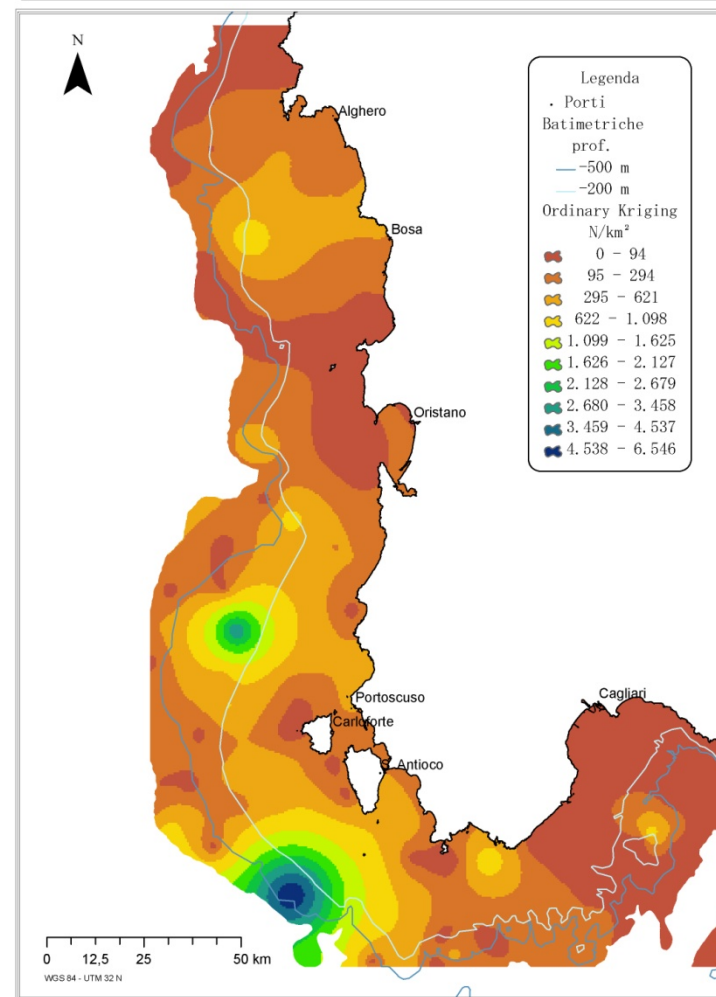 N
Alghero
Bosa
Oristano
Portoscuso
Carloforte
S. Antioco
Cagliari
Legenda
Porti
Batimetriche
prof.
-500 m
-200 m
Ordinary Kriging
N/km²
0 - 94
95 - 294
295 - 621
622 - 1.098
1.099 - 1.625
1.626 - 2.127
2.128 - 2.679
2.680 - 3.458
3.459 - 4.537
4.538 - 6.546
0 12,5 25 50 km
WGS 84 - UTM 32 N